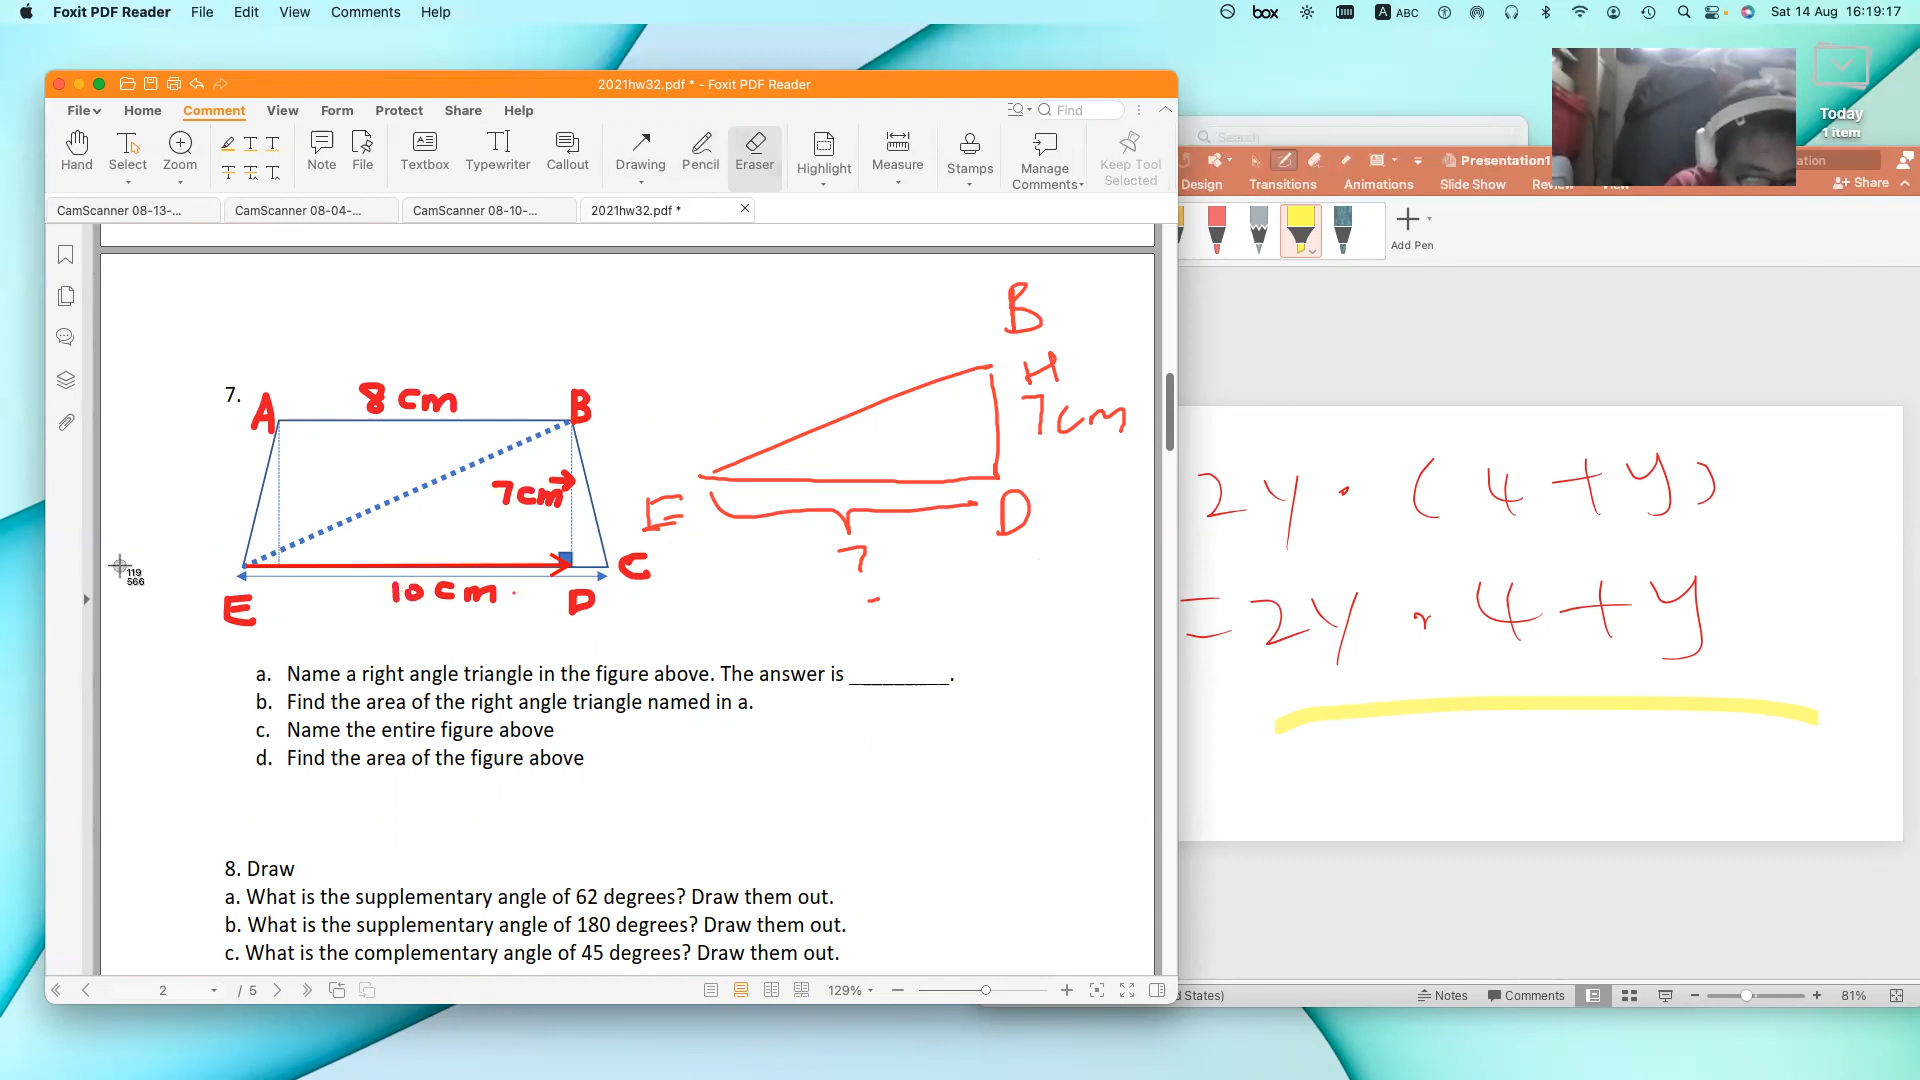 Foxit PDF Reader File Edit View Comments Help
box A ABC Sat 14 Aug 16:19:17
2021hw32.pdf * - Foxit PDF Reader
File Home Comment View Form Protect Share Help Find
Hand Select Zoom Note File Textbox Typewriter Callout Drawing Pencil Eraser Highlight Measure Stamps Manage Comments Keep Tool Selected
CamScanner 08-13-... CamScanner 08-04-... CamScanner 08-10-... 2021hw32.pdf *
Today
1 item
Search
Presentation1
Design Transitions Animations Slide Show View Share
Add Pen
B
H
7cm
7.
A 8 cm B
7cm
E D
?
C
10 cm
E D
119
566
a. Name a right angle triangle in the figure above. The answer is _________.
b. Find the area of the right angle triangle named in a.
c. Name the entire figure above
d. Find the area of the figure above
8. Draw
a. What is the supplementary angle of 62 degrees? Draw them out.
b. What is the supplementary angle of 180 degrees? Draw them out.
c. What is the complementary angle of 45 degrees? Draw them out.
2 / 5 129%
2y · (4+y)
= 2y · 4+y
States) Notes Comments 81%